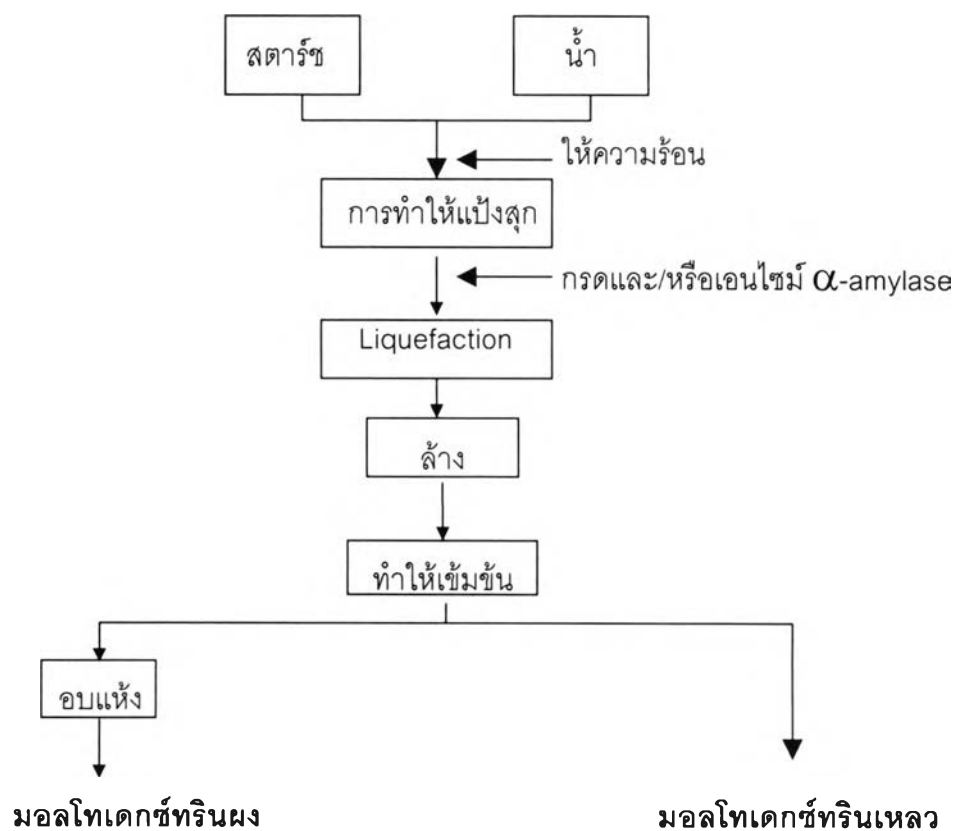 สตาร์ช
น้ำ
ให้ความร้อน
การทำให้แป้งสุก
กรดและ/หรือเอนไซม์ α-amylase
Liquefaction
ล้าง
ทำให้เข้มข้น
อบแห้ง
มอลโทเดกซ์ทรินผง
มอลโทเดกซ์ทรินเหลว